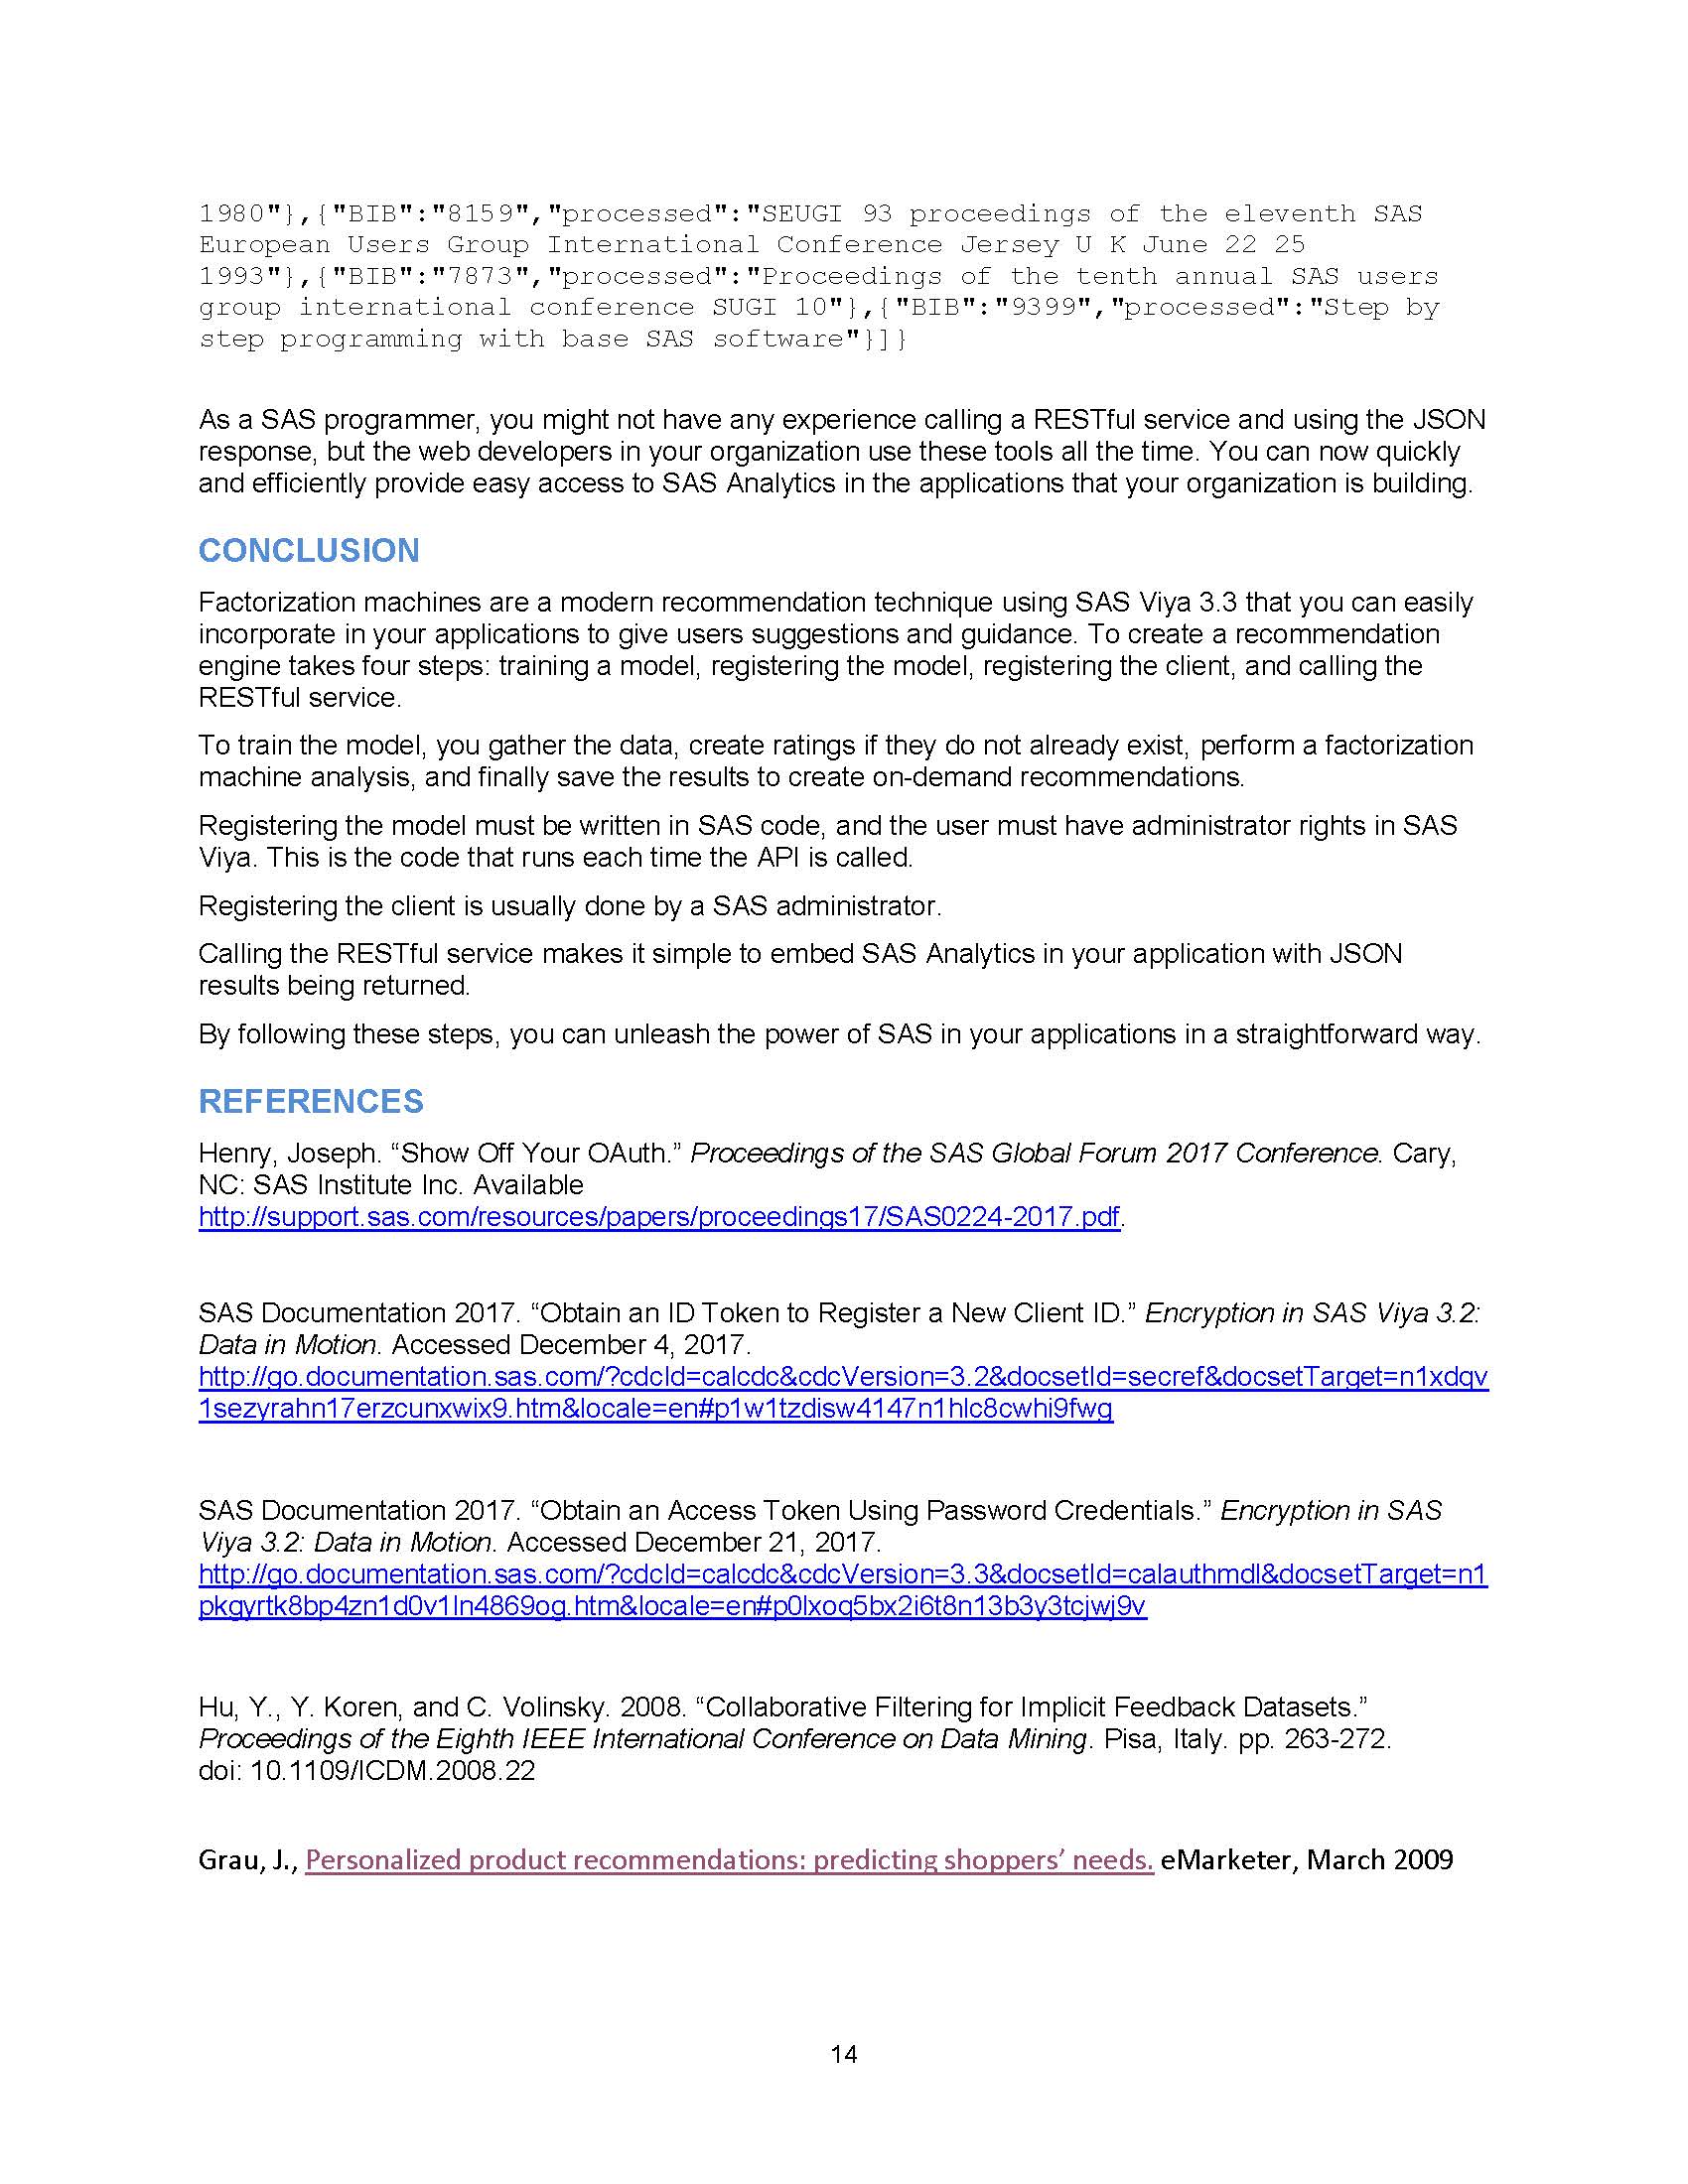 1980"},{"BIB":"8159","processed":"SEUGI 93 proceedings of the eleventh SAS
European Users Group International Conference Jersey U K June 22 25
1993"},{"BIB":"7873","processed":"Proceedings of the tenth annual SAS users
group international conference SUGI 10"},{"BIB":"9399","processed":"Step by
step programming with base SAS software"}]}
As a SAS programmer, you might not have any experience calling a RESTful service and using the JSON
response, but the web developers in your organization use these tools all the time. You can now quickly
and efficiently provide easy access to SAS Analytics in the applications that your organization is building.
CONCLUSION
Factorization machines are a modern recommendation technique using SAS Viya 3.3 that you can easily
incorporate in your applications to give users suggestions and guidance. To create a recommendation
engine takes four steps: training a model, registering the model, registering the client, and calling the
RESTful service.
To train the model, you gather the data, create ratings if they do not already exist, perform a factorization
machine analysis, and finally save the results to create on-demand recommendations.
Registering the model must be written in SAS code, and the user must have administrator rights in SAS
Viya. This is the code that runs each time the API is called.
Registering the client is usually done by a SAS administrator.
Calling the RESTful service makes it simple to embed SAS Analytics in your application with JSON
results being returned.
By following these steps, you can unleash the power of SAS in your applications in a straightforward way.
REFERENCES
Henry, Joseph. “Show Off Your OAuth.” Proceedings of the SAS Global Forum 2017 Conference. Cary,
NC: SAS Institute Inc. Available
http://support.sas.com/resources/papers/proceedings17/SAS0224-2017.pdf.
SAS Documentation 2017. “Obtain an ID Token to Register a New Client ID.” Encryption in SAS Viya 3.2:
Data in Motion. Accessed December 4, 2017.
http://go.documentation.sas.com/?cdcId=calcdc&cdcVersion=3.2&docsetId=secref&docsetTarget=n1xdqv
1sezyrahn17erzcunxwix9.htm&locale=en#p1w1tzdisw4147n1hlc8cwhi9fwg
SAS Documentation 2017. “Obtain an Access Token Using Password Credentials.” Encryption in SAS
Viya 3.2: Data in Motion. Accessed December 21, 2017.
http://go.documentation.sas.com/?cdcId=calcdc&cdcVersion=3.3&docsetId=calauthmdl&docsetTarget=n1
pkgyrtk8bp4zn1d0v1ln4869og.htm&locale=en#p0lxoq5bx2i6t8n13b3y3tcjwj9v
Hu, Y., Y. Koren, and C. Volinsky. 2008. “Collaborative Filtering for Implicit Feedback Datasets.”
Proceedings of the Eighth IEEE International Conference on Data Mining. Pisa, Italy. pp. 263-272.
doi: 10.1109/ICDM.2008.22
Grau, J., Personalized product recommendations: predicting shoppers’ needs. eMarketer, March 2009
14